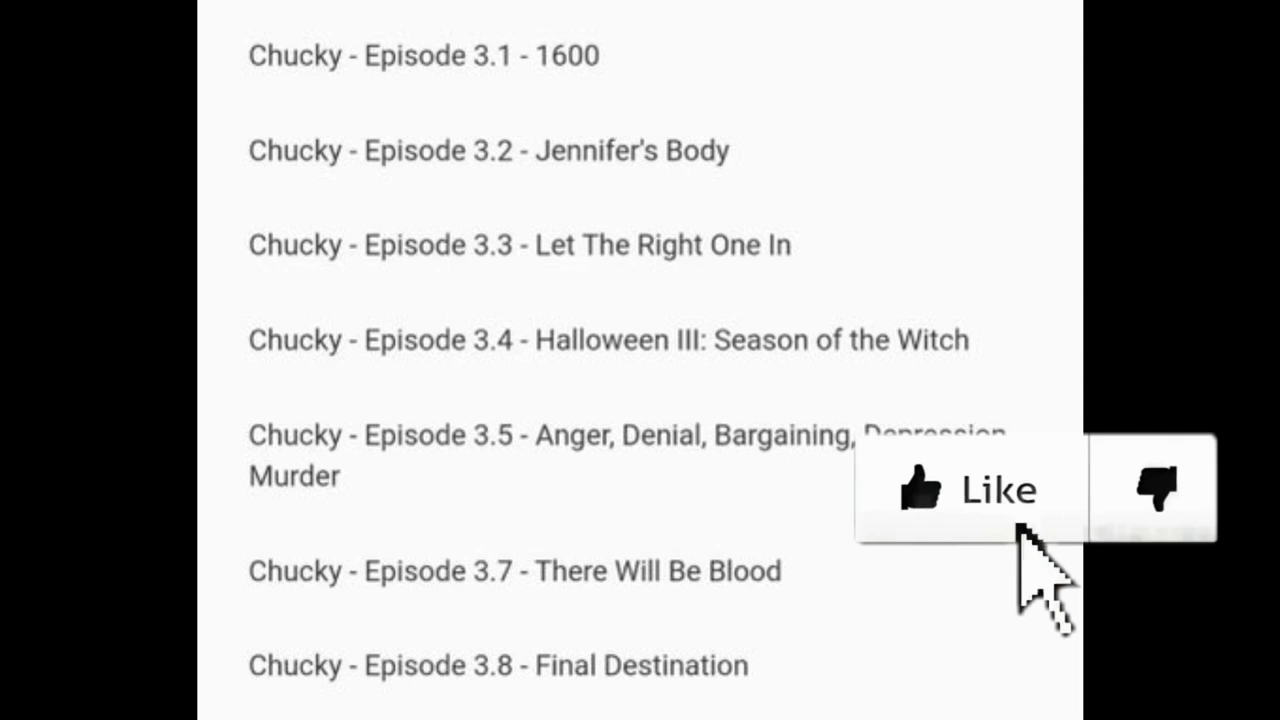 Chucky - Episode 3.1 - 1600
Chucky - Episode 3.2 - Jennifer's Body
Chucky - Episode 3.3 - Let The Right One In
Chucky - Episode 3.4 - Halloween III: Season of the Witch
Chucky - Episode 3.5 - Anger, Denial, Bargaining, Depression
Murder
Like
Chucky - Episode 3.7 - There Will Be Blood
Chucky - Episode 3.8 - Final Destination